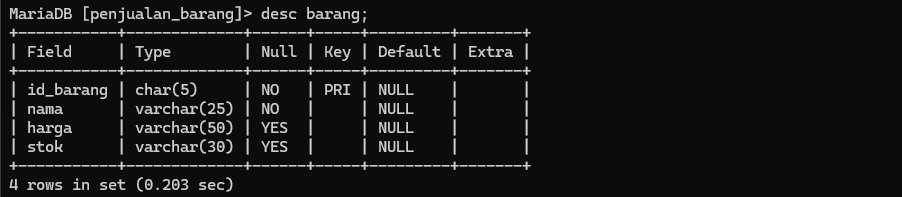 MariaDB [penjualan_barang]> desc barang;
+-----------+-------------+------+-----+---------+-------+
| Field     | Type        | Null | Key | Default | Extra |
+-----------+-------------+------+-----+---------+-------+
| id_barang | char(5)     | NO   | PRI | NULL    |       |
| nama      | varchar(25) | NO   |     | NULL    |       |
| harga     | varchar(50) | YES  |     | NULL    |       |
| stok      | varchar(30) | YES  |     | NULL    |       |
+-----------+-------------+------+-----+---------+-------+
4 rows in set (0.203 sec)